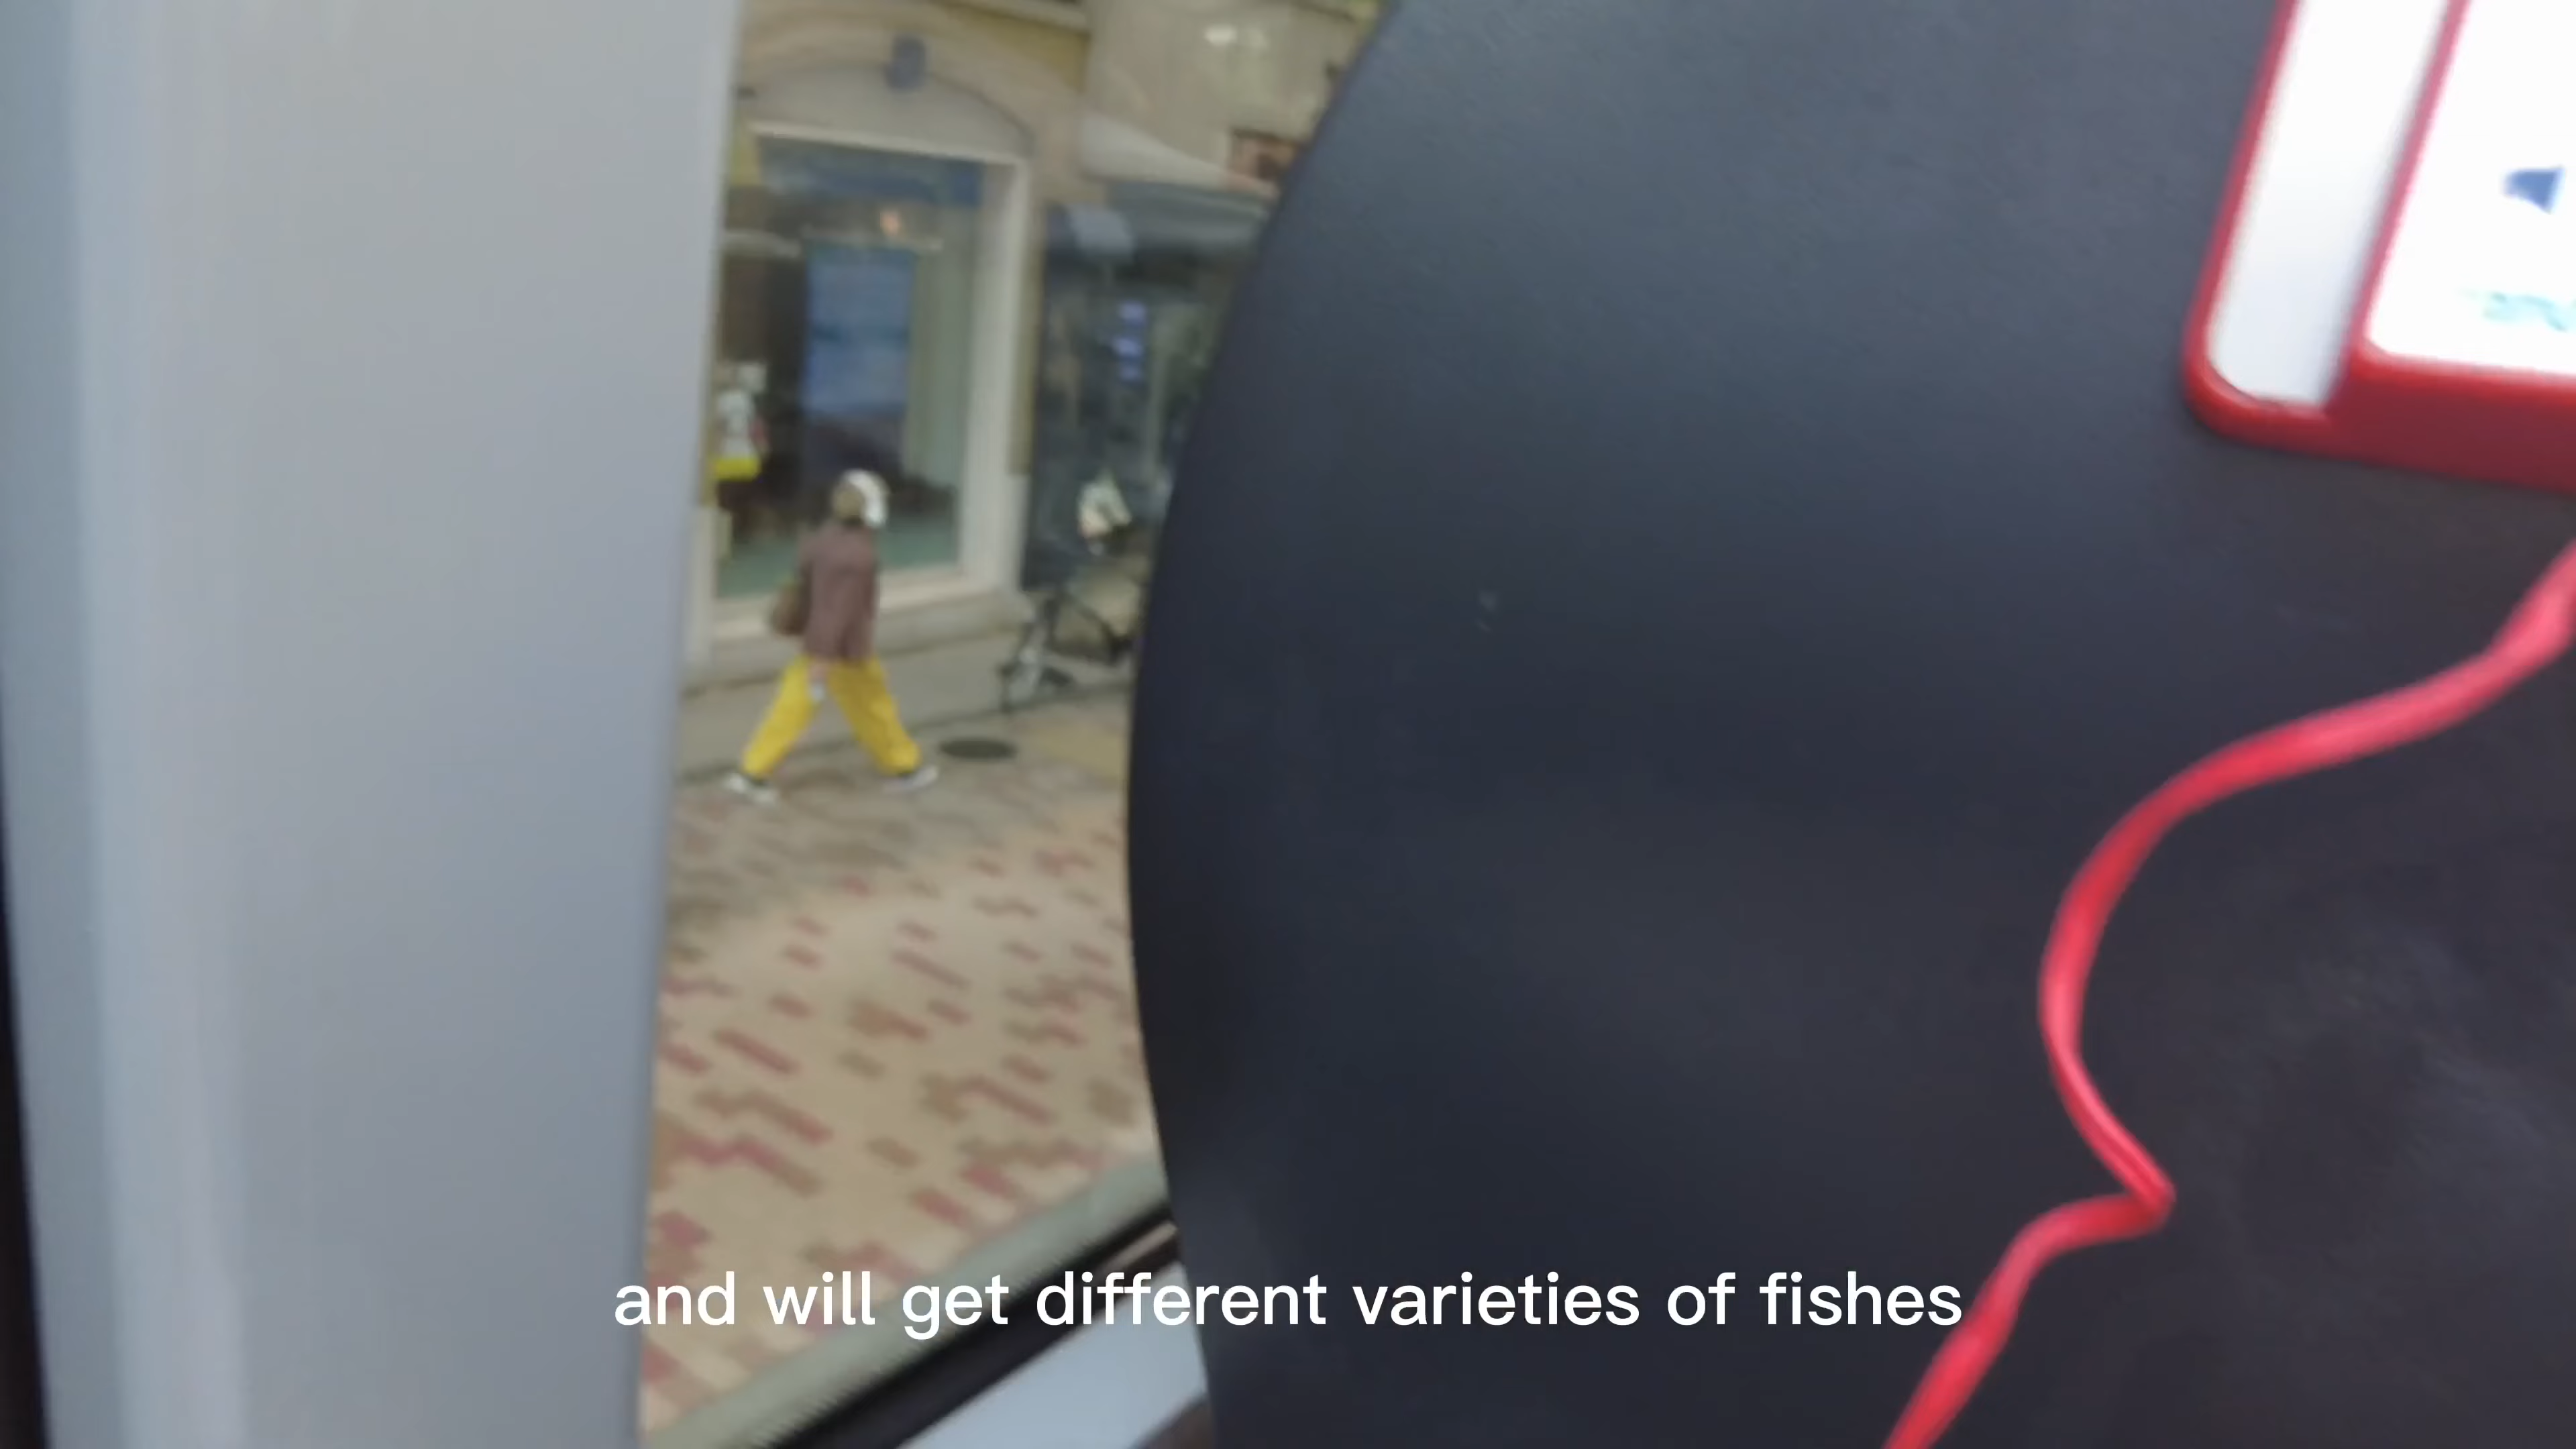 and will get different varieties of fishes